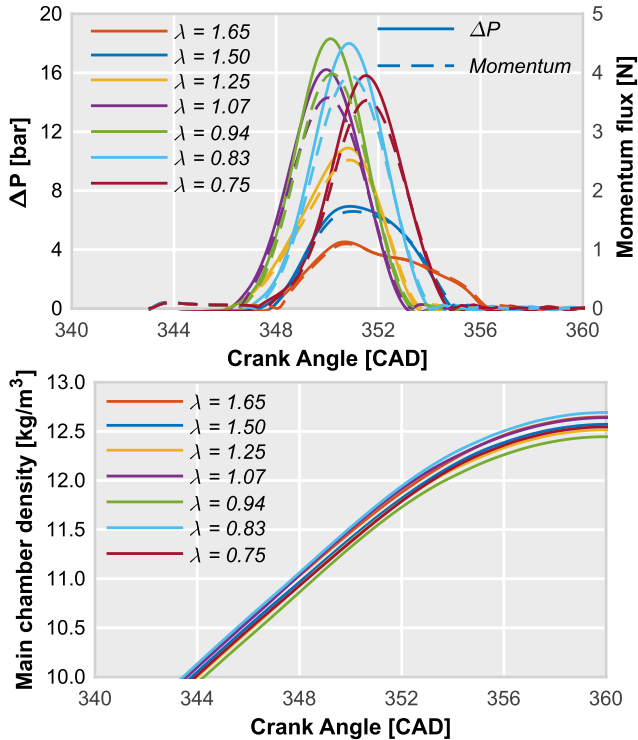 20
16
12
8
4
0
ΔP [bar]
λ = 1.65
λ = 1.50
λ = 1.25
λ = 1.07
λ = 0.94
λ = 0.83
λ = 0.75
ΔP
Momentum
5
4
3
2
1
0
Momentum flux [N]
340 344 348 352 356 360
Crank Angle [CAD]
13.0
12.5
12.0
11.5
11.0
10.5
10.0
Main chamber density [kg/m³]
λ = 1.65
λ = 1.50
λ = 1.25
λ = 1.07
λ = 0.94
λ = 0.83
λ = 0.75
340 344 348 352 356 360
Crank Angle [CAD]